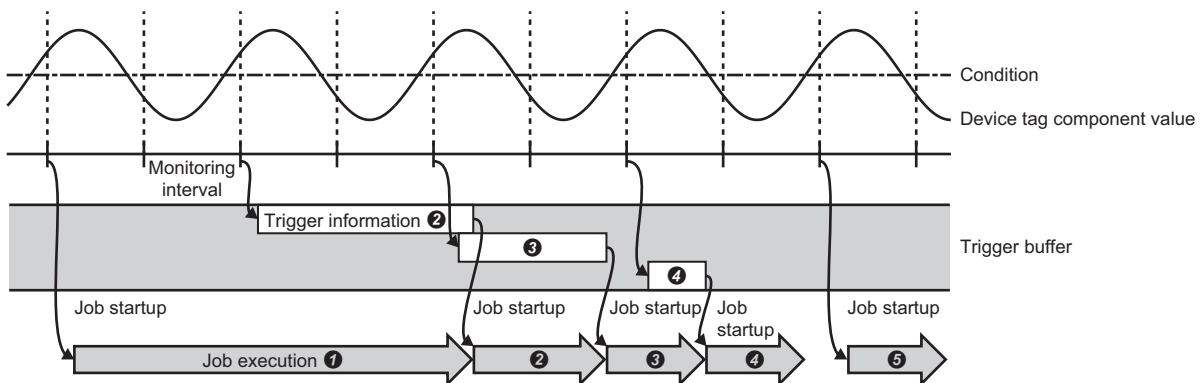 Condition
Device tag component value
Monitoring
interval
Trigger information ❷
❸
❹
Trigger buffer
Job startup
Job startup
Job startup
Job
startup
Job startup
Job execution ❶
❷
❸
❹
❺